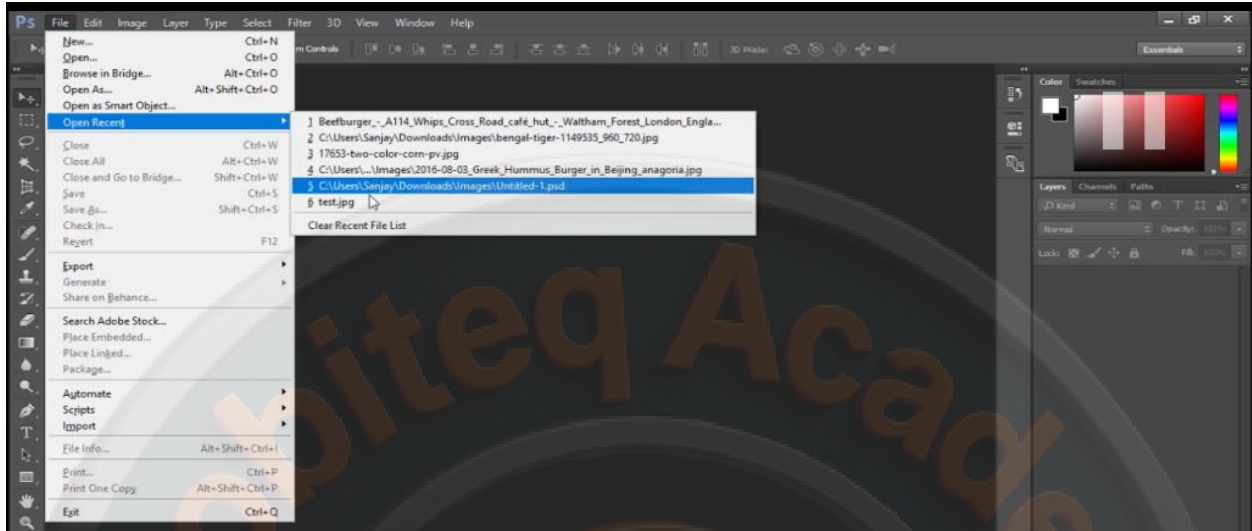 Ps File Edit Image Layer Type Select Filter 3D View Window Help
m Controls 3D Mode: Essentials
New... Ctrl+N
Open... Ctrl+O
Browse in Bridge... Alt+Ctrl+O
Open As... Alt+Shift+Ctrl+O
Open as Smart Object...
Open Recent
1 Beefburger_-_A114_Whips_Cross_Road_café_hut_-_Waltham_Forest_London_Engla...
2 C:\Users\Sanjay\Downloads\Images\bengal-tiger-1149535_960_720.jpg
3 17653-two-color-corn-pv.jpg
4 C:\Users\...\Images\2016-08-03_Greek_Hummus_Burger_in_Beijing_anagoria.jpg
5 C:\Users\Sanjay\Downloads\Images\Untitled-1.psd
6 test.jpg
Clear Recent File List
Close Ctrl+W
Close All Alt+Ctrl+W
Close and Go to Bridge... Shift+Ctrl+W
Save Ctrl+S
Save As... Shift+Ctrl+S
Check In...
Revert F12
Export
Generate
Share on Behance...
Search Adobe Stock...
Place Embedded...
Place Linked...
Package...
Automate
Scripts
Import
File Info... Alt+Shift+Ctrl+I
Print... Ctrl+P
Print One Copy Alt+Shift+Ctrl+P
Exit Ctrl+Q
Color Swatches
Layers Channels Paths
Kind
Normal Opacity:
Lock: Fill:
biteq Acade